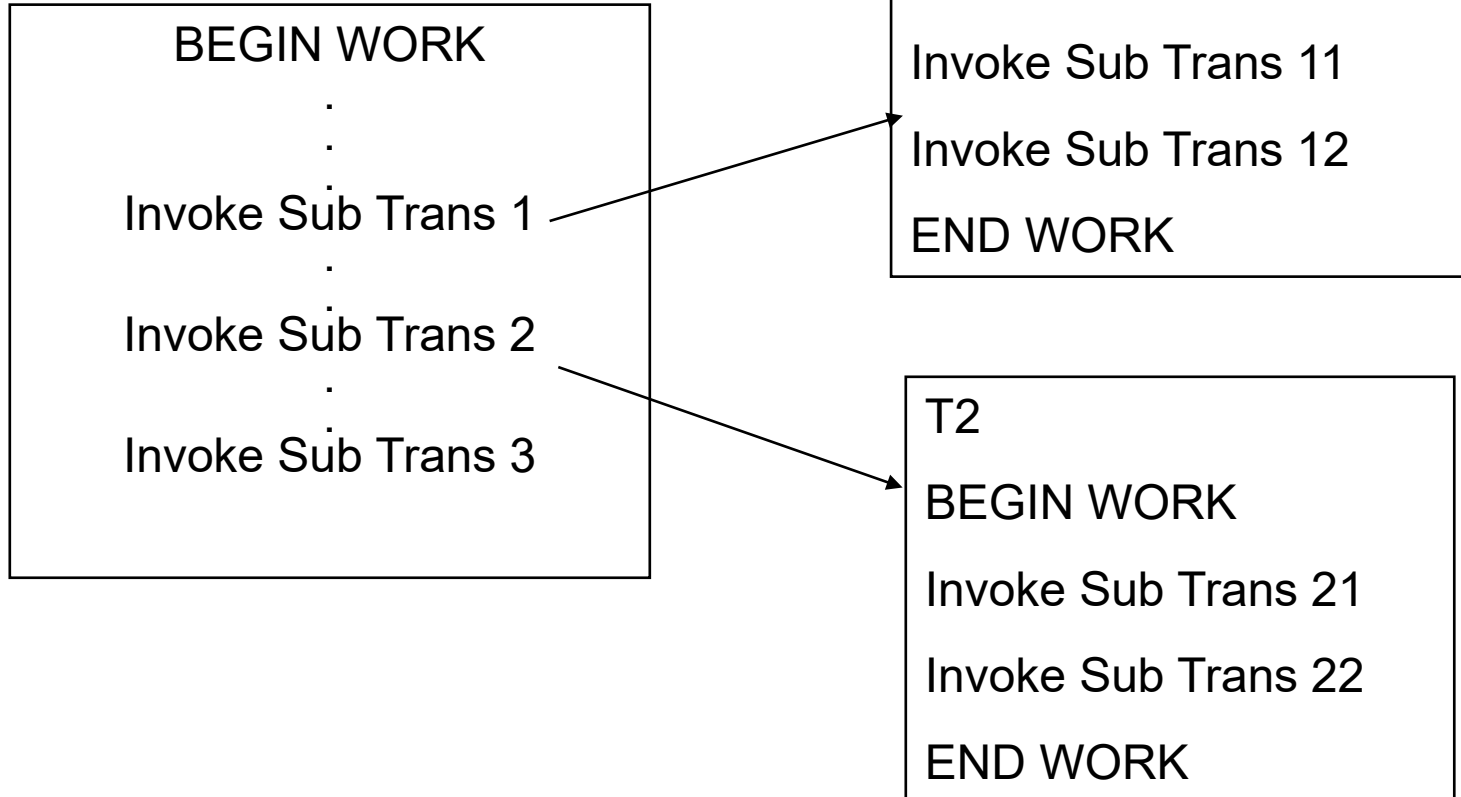 BEGIN WORK
.
.
.
Invoke Sub Trans 1
.
.
Invoke Sub Trans 2
.
.
Invoke Sub Trans 3
Invoke Sub Trans 11
Invoke Sub Trans 12
END WORK
T2
BEGIN WORK
Invoke Sub Trans 21
Invoke Sub Trans 22
END WORK